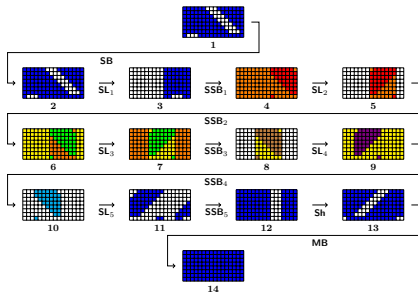 1
SB
2 SL₁ 3 SSB₁ 4 SL₂ 5
SSB₂
6 SL₃ 7 SSB₃ 8 SL₄ 9
SSB₄
10 SL₅ 11 SSB₅ 12 Sh 13
MB
14